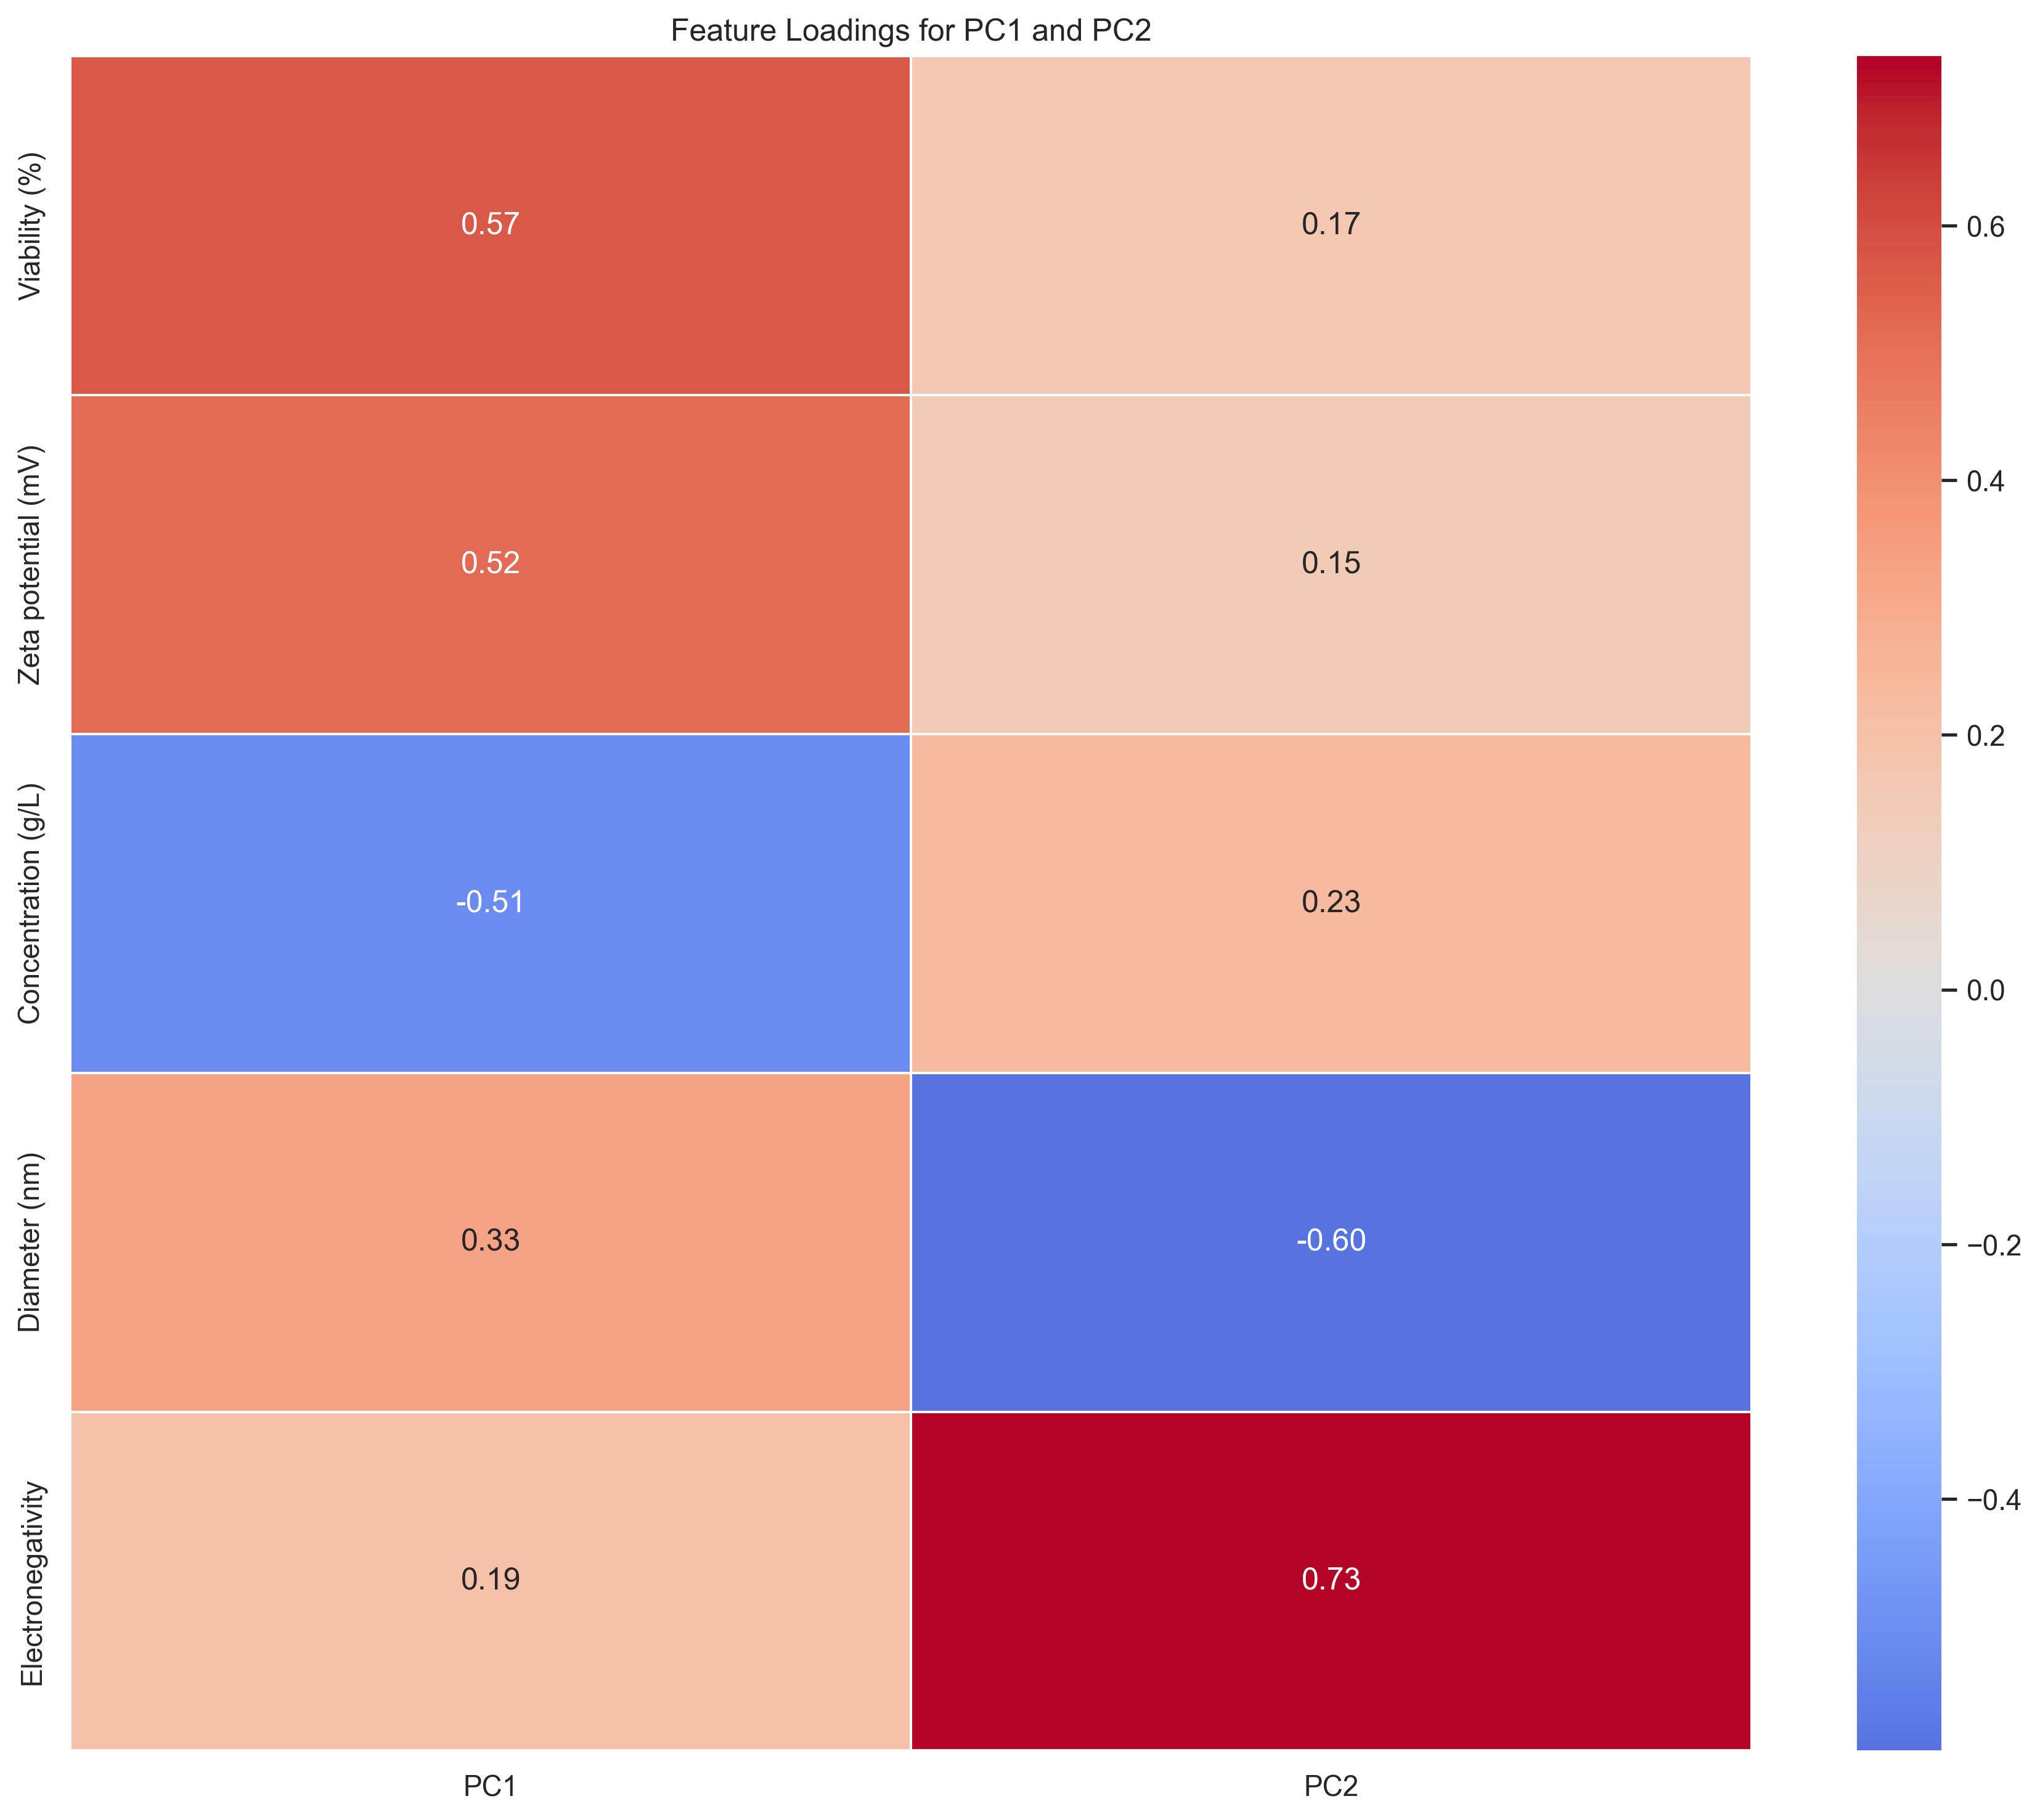 Feature Loadings for PC1 and PC2
Viability (%)
0.57
0.17
Zeta potential (mV)
0.52
0.15
Concentration (g/L)
-0.51
0.23
Diameter (nm)
0.33
-0.60
Electronegativity
0.19
0.73
PC1
PC2
0.6
0.4
0.2
0.0
−0.2
−0.4